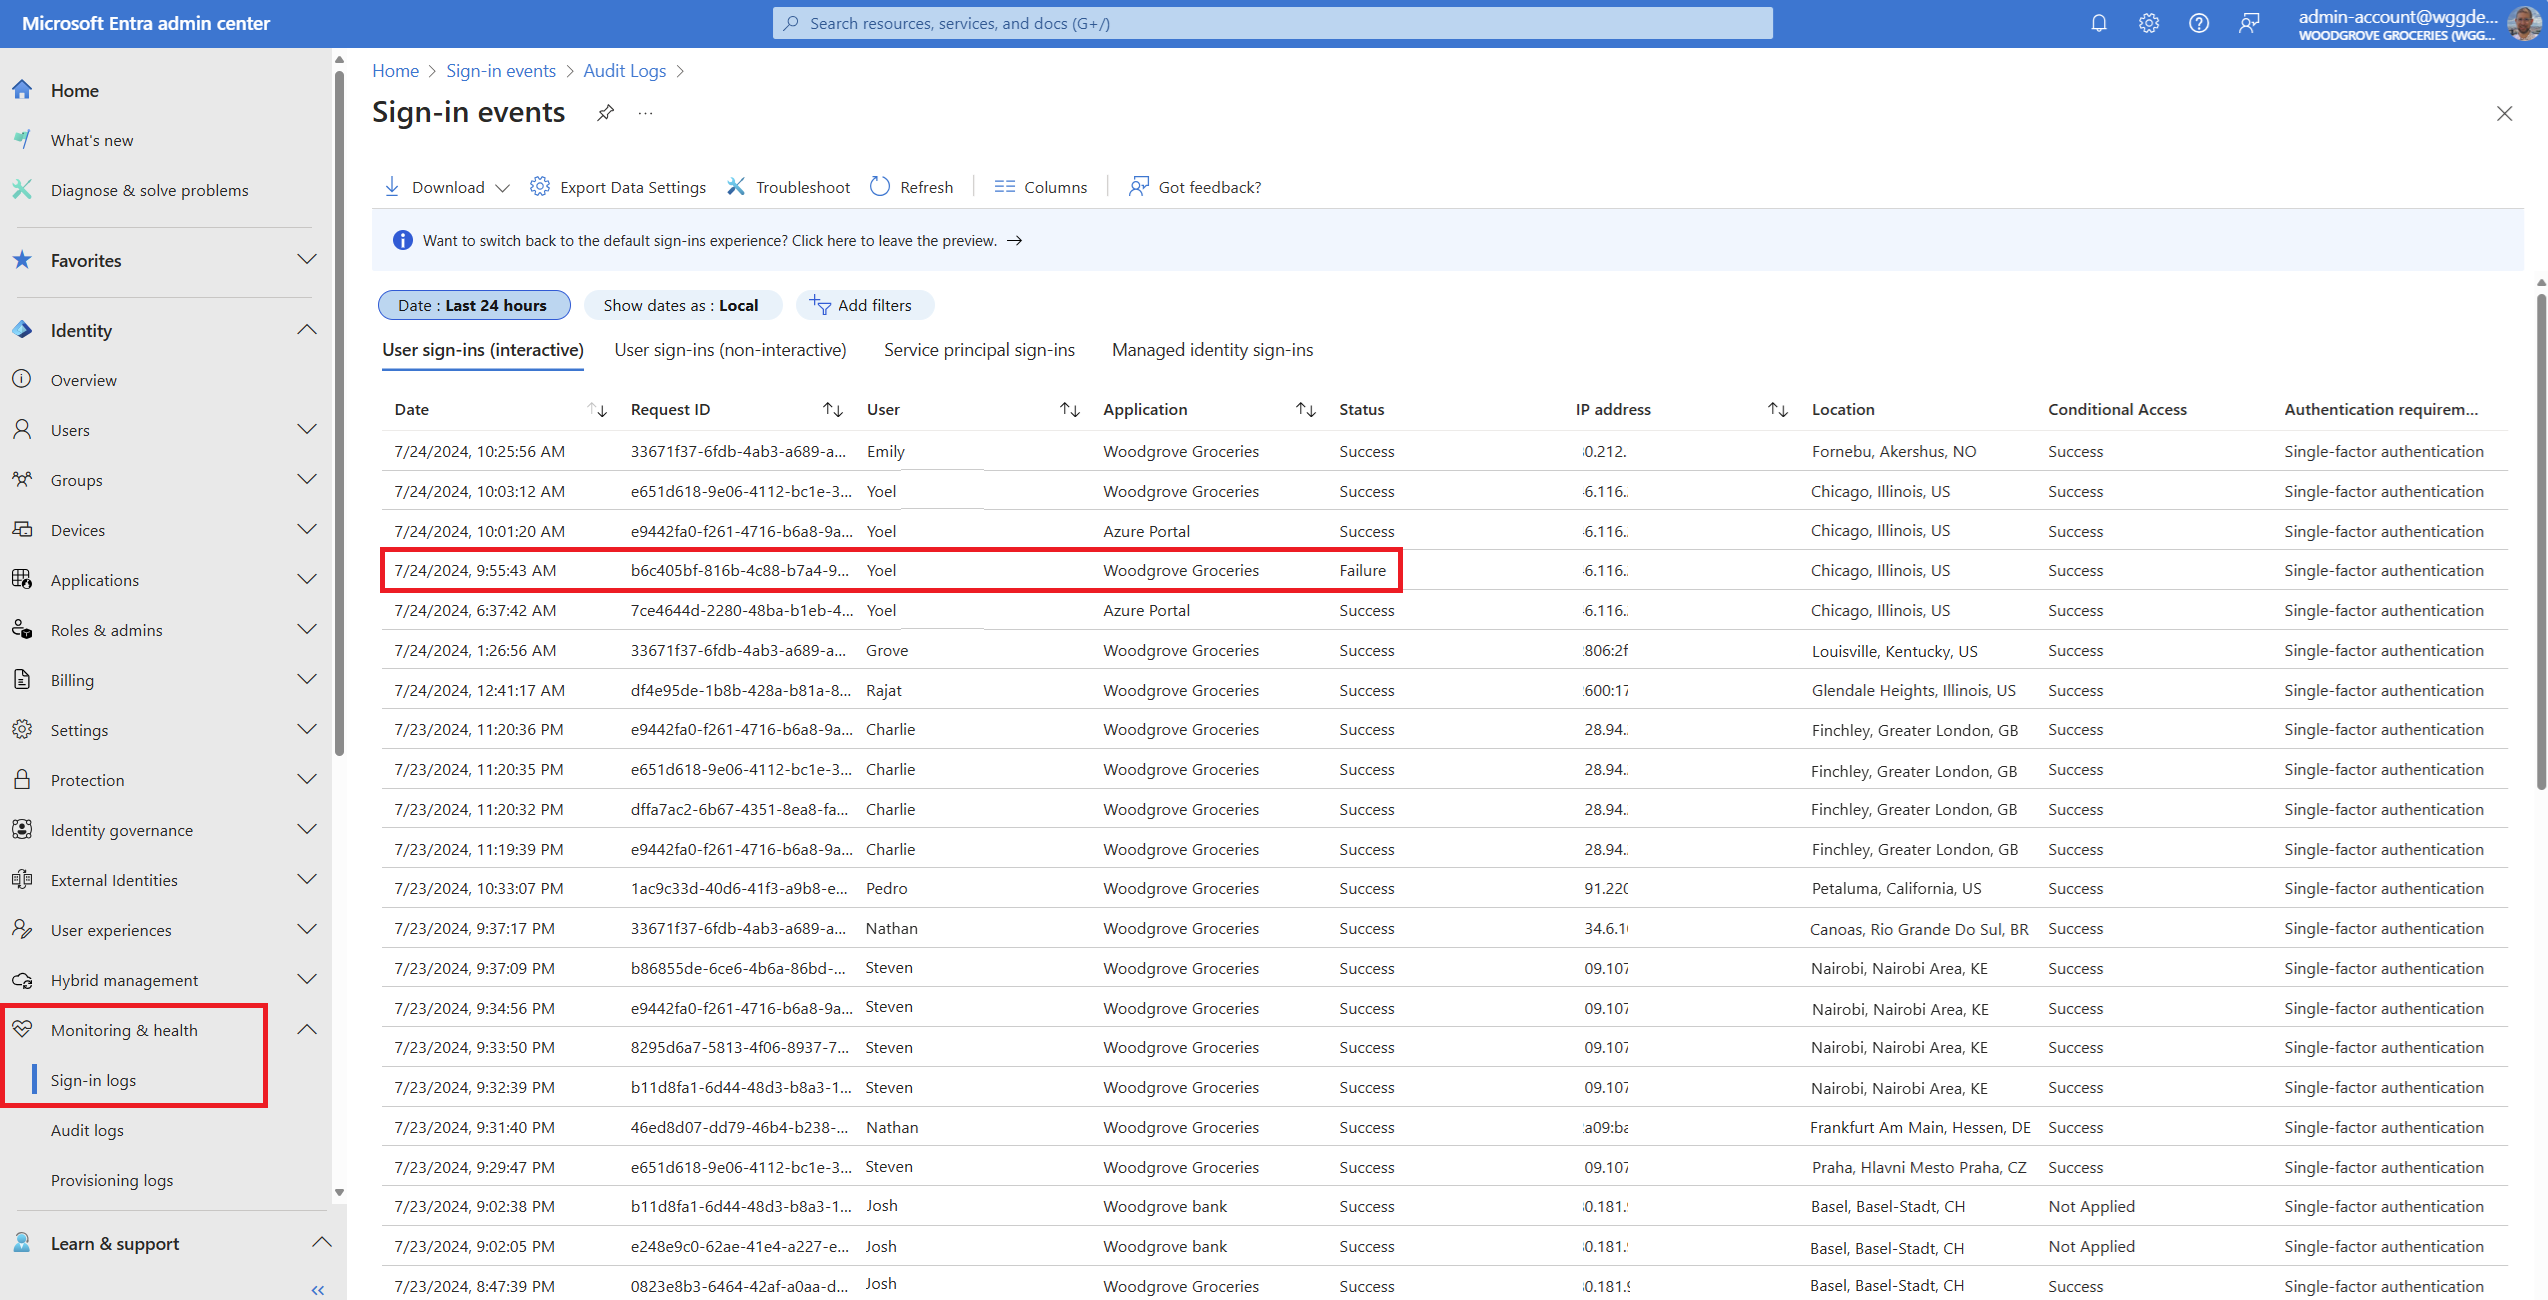 Microsoft Entra admin center
Search resources, services, and docs (G+/)
admin-account@wggde...
WOODGROVE GROCERIES (WGG...
Home
What's new
Diagnose & solve problems
Favorites
Identity
Overview
Users
Groups
Devices
Applications
Roles & admins
Billing
Settings
Protection
Identity governance
External Identities
User experiences
Hybrid management
Monitoring & health
Sign-in logs
Audit logs
Provisioning logs
Learn & support
Home > Sign-in events > Audit Logs >
Sign-in events
Download Export Data Settings Troubleshoot Refresh Columns Got feedback?
Want to switch back to the default sign-ins experience? Click here to leave the preview. →
Date : Last 24 hours Show dates as : Local Add filters
User sign-ins (interactive) User sign-ins (non-interactive) Service principal sign-ins Managed identity sign-ins
Date Request ID User Application Status IP address Location Conditional Access Authentication requirem...
7/24/2024, 10:25:56 AM 33671f37-6fdb-4ab3-a689-a... Emily Woodgrove Groceries Success 0.212. Fornebu, Akershus, NO Success Single-factor authentication
7/24/2024, 10:03:12 AM e651d618-9e06-4112-bc1e-3... Yoel Woodgrove Groceries Success 6.116. Chicago, Illinois, US Success Single-factor authentication
7/24/2024, 10:01:20 AM e9442fa0-f261-4716-b6a8-9a... Yoel Azure Portal Success 6.116. Chicago, Illinois, US Success Single-factor authentication
7/24/2024, 9:55:43 AM b6c405bf-816b-4c88-b7a4-9... Yoel Woodgrove Groceries Failure 6.116. Chicago, Illinois, US Success Single-factor authentication
7/24/2024, 6:37:42 AM 7ce4644d-2280-48ba-b1eb-4... Yoel Azure Portal Success 6.116. Chicago, Illinois, US Success Single-factor authentication
7/24/2024, 1:26:56 AM 33671f37-6fdb-4ab3-a689-a... Grove Woodgrove Groceries Success 806:2f Louisville, Kentucky, US Success Single-factor authentication
7/24/2024, 12:41:17 AM df4e95de-1b8b-428a-b81a-8... Rajat Woodgrove Groceries Success 600:17 Glendale Heights, Illinois, US Success Single-factor authentication
7/23/2024, 11:20:36 PM e9442fa0-f261-4716-b6a8-9a... Charlie Woodgrove Groceries Success 28.94. Finchley, Greater London, GB Success Single-factor authentication
7/23/2024, 11:20:35 PM e651d618-9e06-4112-bc1e-3... Charlie Woodgrove Groceries Success 28.94. Finchley, Greater London, GB Success Single-factor authentication
7/23/2024, 11:20:32 PM dffa7ac2-6b67-4351-8ea8-fa... Charlie Woodgrove Groceries Success 28.94. Finchley, Greater London, GB Success Single-factor authentication
7/23/2024, 11:19:39 PM e9442fa0-f261-4716-b6a8-9a... Charlie Woodgrove Groceries Success 28.94. Finchley, Greater London, GB Success Single-factor authentication
7/23/2024, 10:33:07 PM 1ac9c33d-40d6-41f3-a9b8-e... Pedro Woodgrove Groceries Success 91.220 Petaluma, California, US Success Single-factor authentication
7/23/2024, 9:37:17 PM 33671f37-6fdb-4ab3-a689-a... Nathan Woodgrove Groceries Success 34.6.1 Canoas, Rio Grande Do Sul, BR Success Single-factor authentication
7/23/2024, 9:37:09 PM b86855de-6ce6-4b6a-86bd-... Steven Woodgrove Groceries Success 09.107 Nairobi, Nairobi Area, KE Success Single-factor authentication
7/23/2024, 9:34:56 PM e9442fa0-f261-4716-b6a8-9a... Steven Woodgrove Groceries Success 09.107 Nairobi, Nairobi Area, KE Success Single-factor authentication
7/23/2024, 9:33:50 PM 8295d6a7-5813-4f06-8937-7... Steven Woodgrove Groceries Success 09.107 Nairobi, Nairobi Area, KE Success Single-factor authentication
7/23/2024, 9:32:39 PM b11d8fa1-6d44-48d3-b8a3-1... Steven Woodgrove Groceries Success 09.107 Nairobi, Nairobi Area, KE Success Single-factor authentication
7/23/2024, 9:31:40 PM 46ed8d07-dd79-46b4-b238-... Nathan Woodgrove Groceries Success a09:ba Frankfurt Am Main, Hessen, DE Success Single-factor authentication
7/23/2024, 9:29:47 PM e651d618-9e06-4112-bc1e-3... Steven Woodgrove Groceries Success 09.107 Praha, Hlavni Mesto Praha, CZ Success Single-factor authentication
7/23/2024, 9:02:38 PM b11d8fa1-6d44-48d3-b8a3-1... Josh Woodgrove bank Success 0.181. Basel, Basel-Stadt, CH Not Applied Single-factor authentication
7/23/2024, 9:02:05 PM e248e9c0-62ae-41e4-a227-e... Josh Woodgrove bank Success 0.181. Basel, Basel-Stadt, CH Not Applied Single-factor authentication
7/23/2024, 8:47:39 PM 0823e8b3-6464-42af-a0aa-d... Josh Woodgrove Groceries Success 0.181.9 Basel, Basel-Stadt, CH Success Single-factor authentication